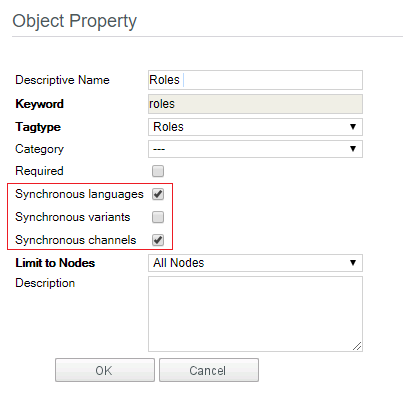 Object Property
Descriptive Name Roles
Keyword roles
Tagtype Roles
Category ---
Required
Synchronous languages
Synchronous variants
Synchronous channels
Limit to Nodes All Nodes
Description
OK Cancel